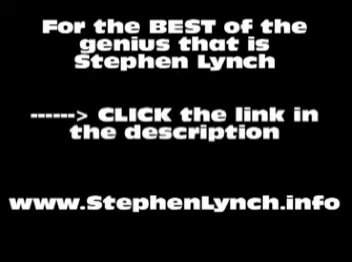 For the BEST of the
genius that is
Stephen Lynch
------> CLICK the link in
the description
www.StephenLynch.info